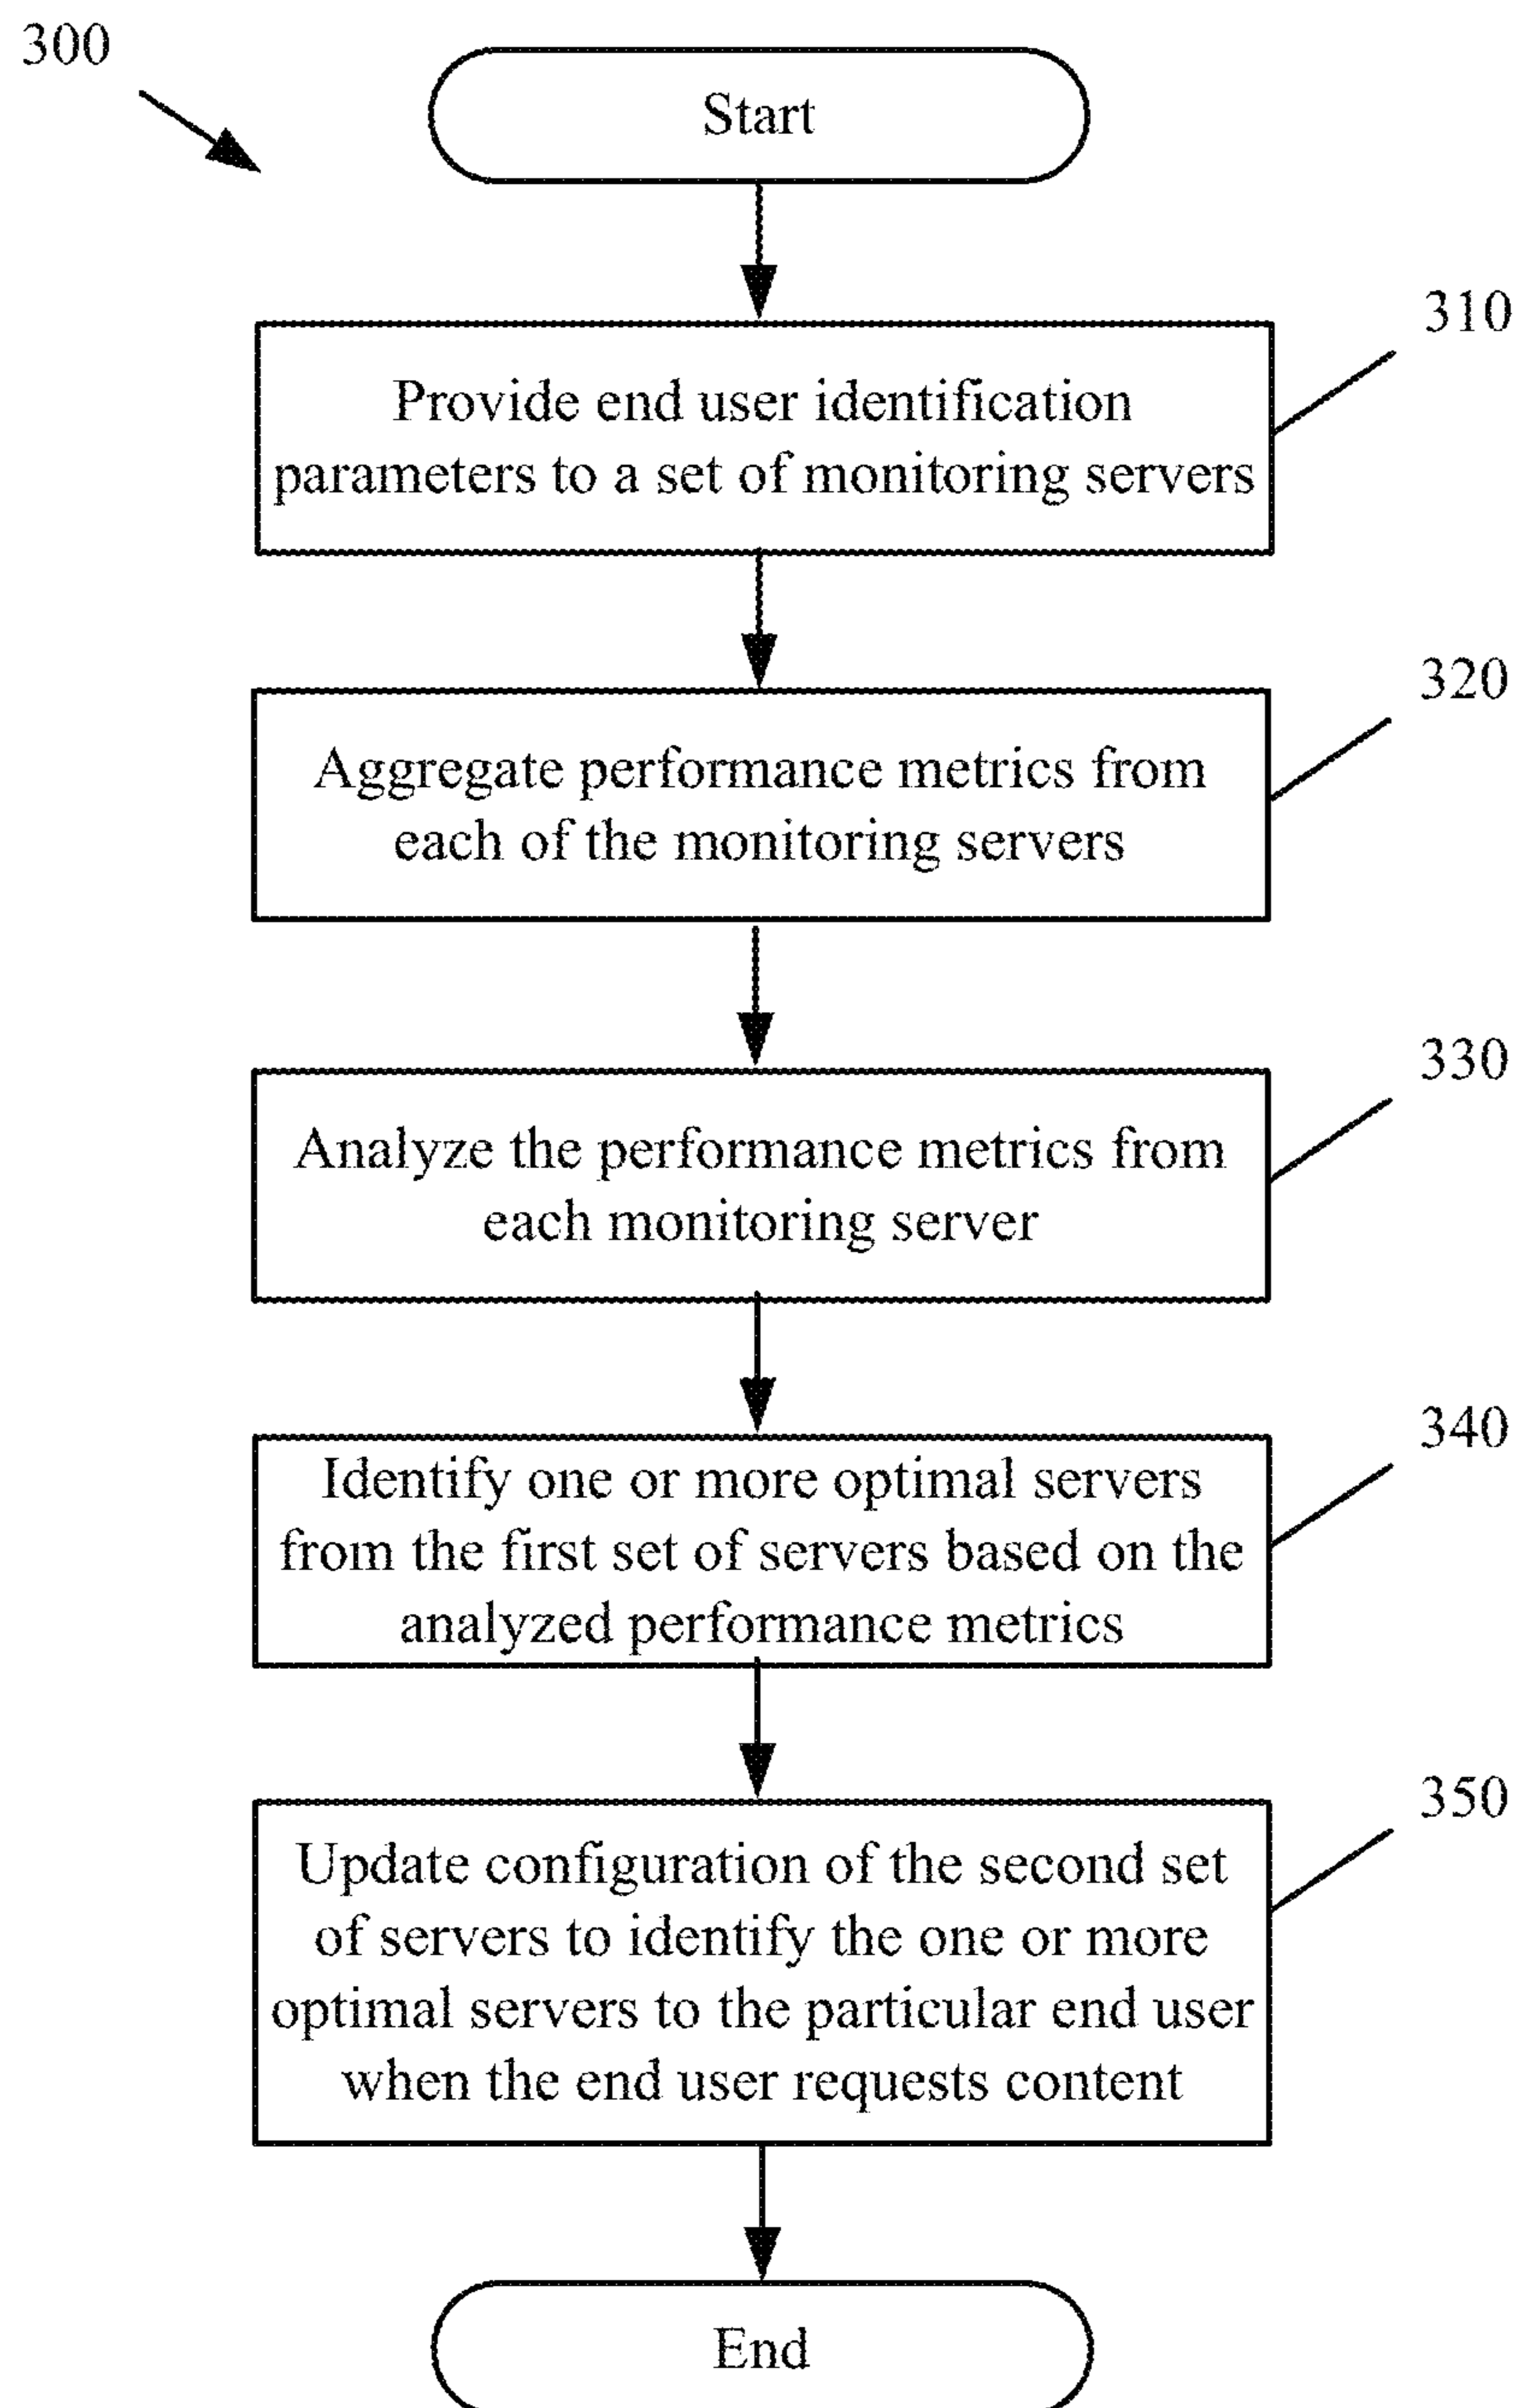 300
Start
310
Provide end user identification
parameters to a set of monitoring servers
320
Aggregate performance metrics from
each of the monitoring servers
330
Analyze the performance metrics from
each monitoring server
340
Identify one or more optimal servers
from the first set of servers based on the
analyzed performance metrics
350
Update configuration of the second set
of servers to identify the one or more
optimal servers to the particular end user
when the end user requests content
End